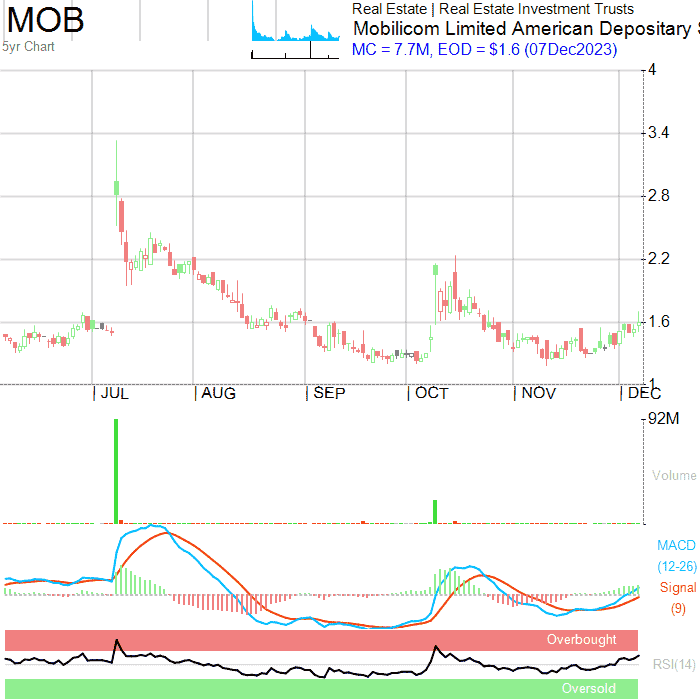 MOB
5yr Chart
Real Estate | Real Estate Investment Trusts
Mobilicom Limited American Depositary S
MC = 7.7M, EOD = $1.6 (07Dec2023)
4
3.4
2.8
2.2
1.6
1
| JUL | AUG | SEP | OCT | NOV | DEC
92M
Volume
MACD
(12-26)
Signal
(9)
Overbought
RSI(14)
Oversold